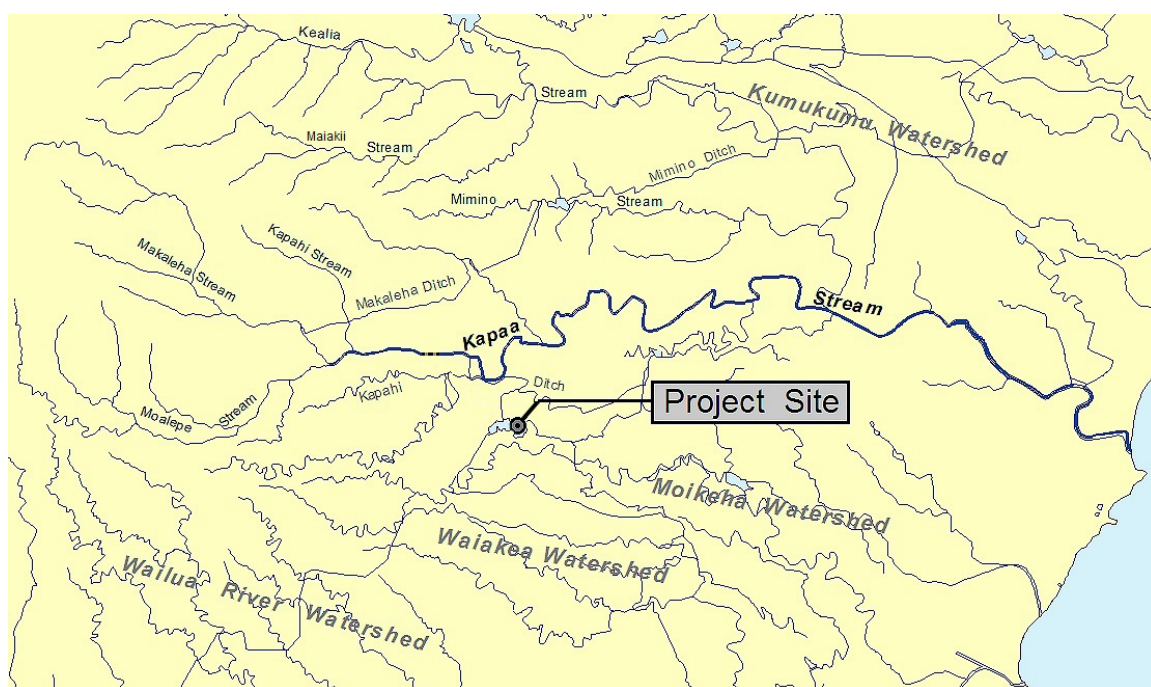 Kealia
Stream
Kumukumu Watershed
Maiakii
Stream
Mimino Ditch
Mimino
Stream
Kapahi Stream
Makaleha Stream
Makaleha Ditch
Stream
Kapaa
Kapahi
Ditch
Project Site
Moalepe
Stream
Moikeha Watershed
Waiakea Watershed
Wailua River Watershed